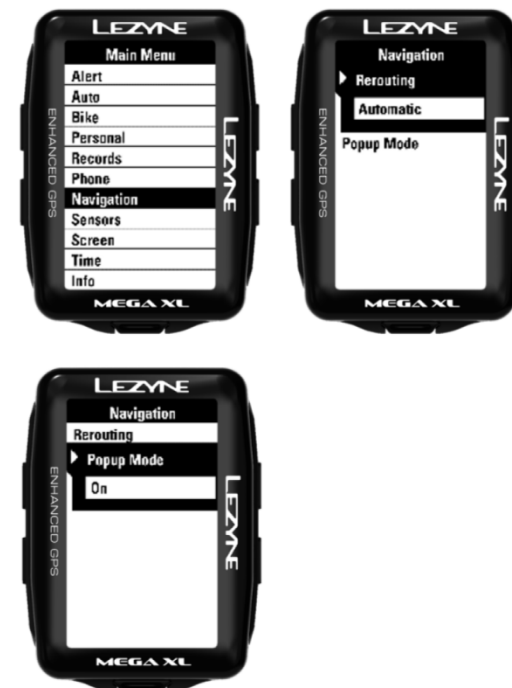 LEZYNE
Main Menu
Alert
Auto
Bike
Personal
Records
Phone
Navigation
Sensors
Screen
Time
Info
ENHANCED GPS
LEZYNE
MEGA XL
LEZYNE
Navigation
Rerouting
Automatic
Popup Mode
ENHANCED GPS
LEZYNE
MEGA XL
LEZYNE
Navigation
Rerouting
Popup Mode
On
ENHANCED GPS
LEZYNE
MEGA XL